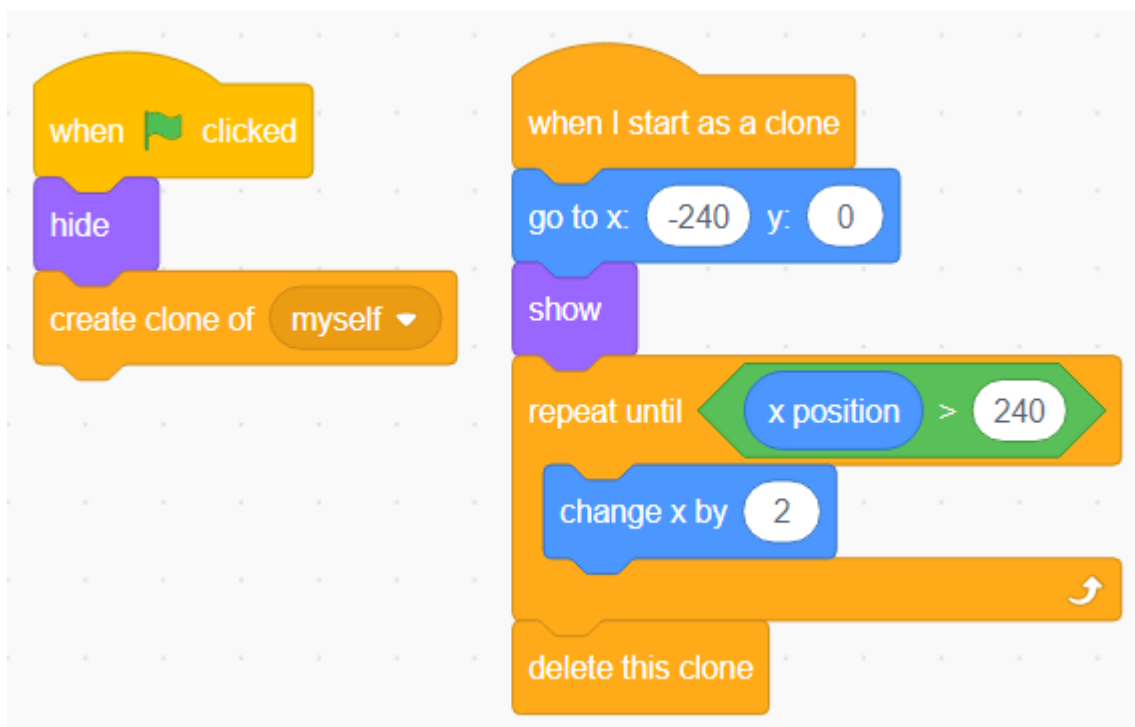 when clicked
hide
create clone of myself
when I start as a clone
go to x: -240 y: 0
show
repeat until x position > 240
change x by 2
delete this clone